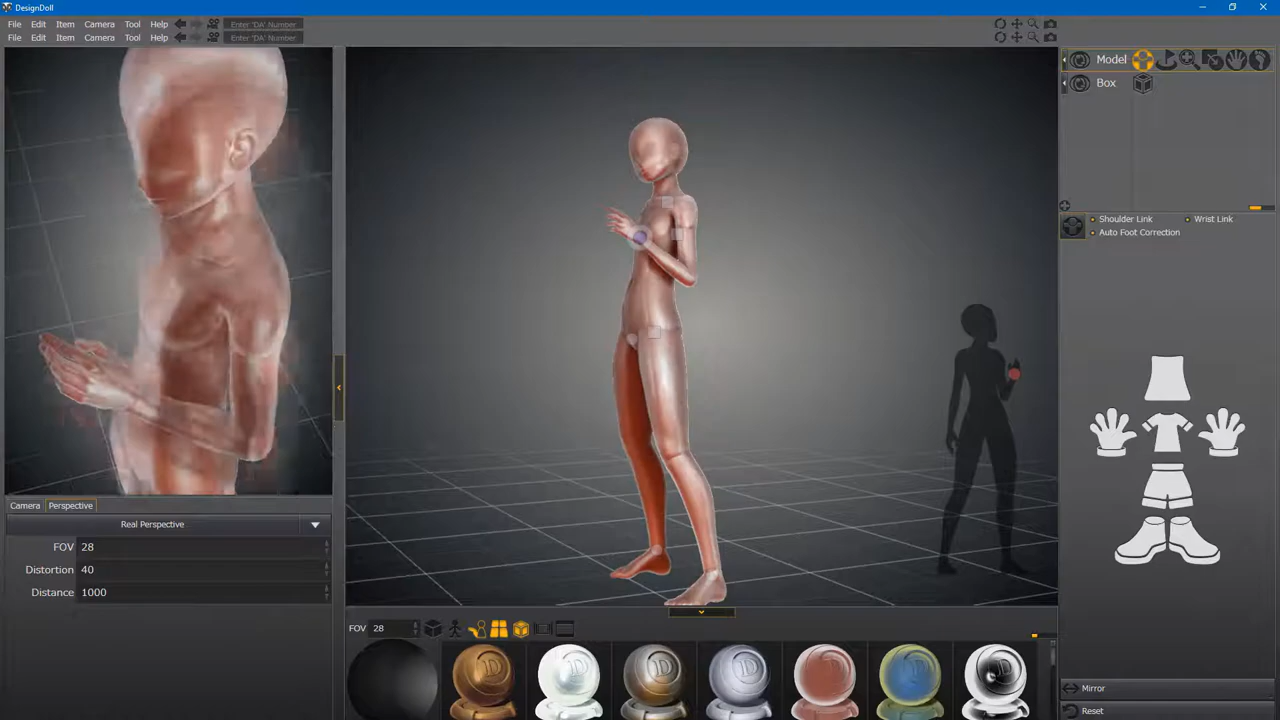 DesignDoll
File Edit Item Camera Tool Help Enter 'DA' Number
File Edit Item Camera Tool Help Enter 'DA' Number
Model
Box
Shoulder Link Wrist Link
Auto Foot Correction
Camera Perspective
Real Perspective
FOV 28
Distortion 40
Distance 1000
FOV 28
D D D D D D D
Mirror
Reset